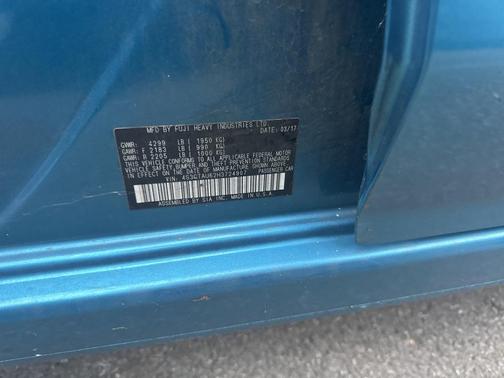 MFD BY FUJI HEAVY INDUSTRIES LTD. DATE: 03/17
GVWR: 4299 LB ( 1950 KG)
GAWR: F 2183 LB ( 990 KG)
GAWR: R 2205 LB ( 1000 KG)
THIS VEHICLE CONFORMS TO ALL APPLICABLE FEDERAL MOTOR
VEHICLE SAFETY, BUMPER AND THEFT PREVENTION STANDARDS
IN EFFECT ON THE DATE OF MANUFACTURE SHOWN ABOVE.
VIN: 4S3GTAU62H3724907 PASSENGER CAR
ASSEMBLED BY SIA INC. MADE IN U.S.A.